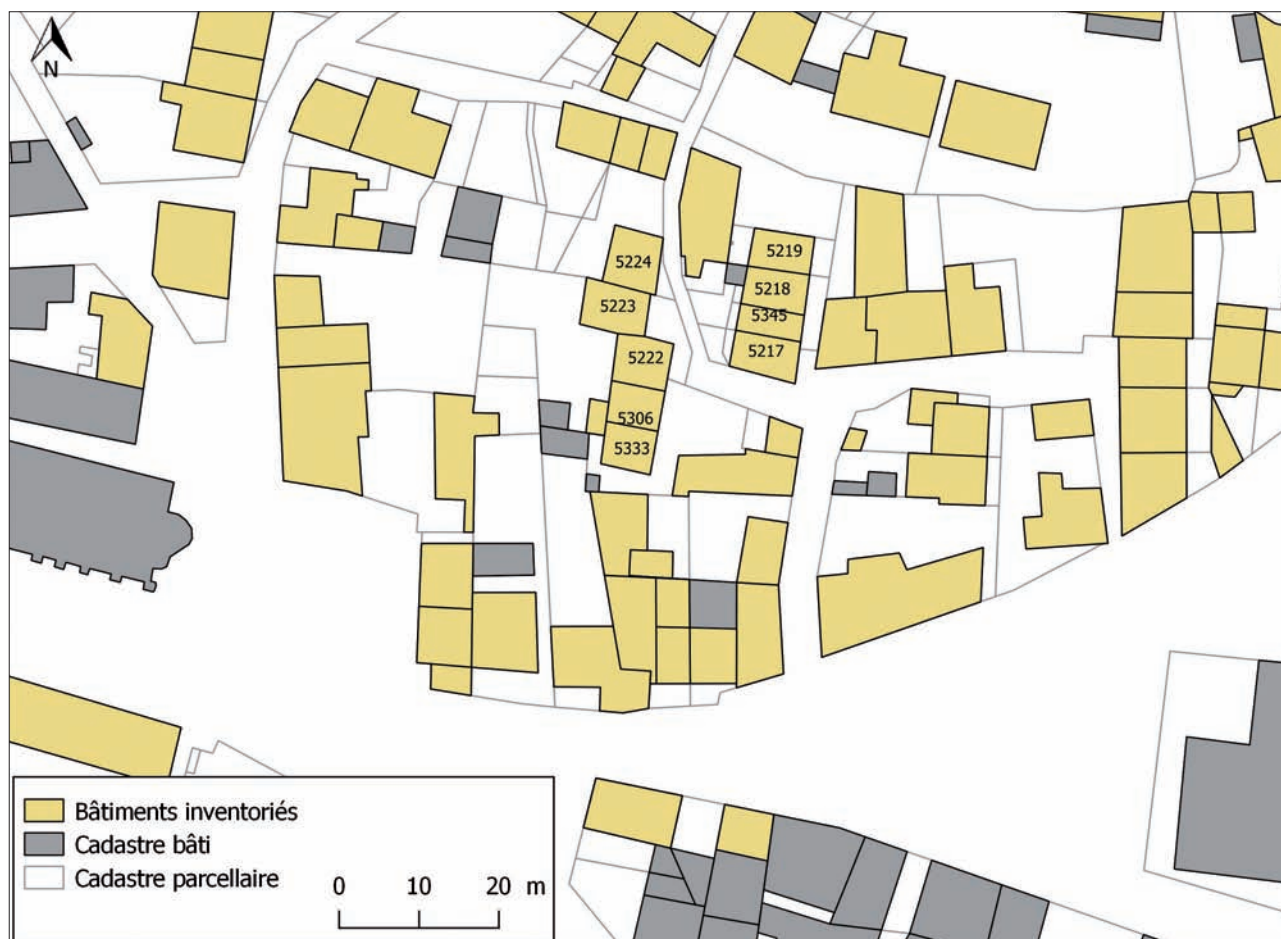 N
5219
5224
5218
5223
5345
5217
5222
5306
5333
Bâtiments inventoriés
Cadastre bâti
Cadastre parcellaire
0 10 20 m